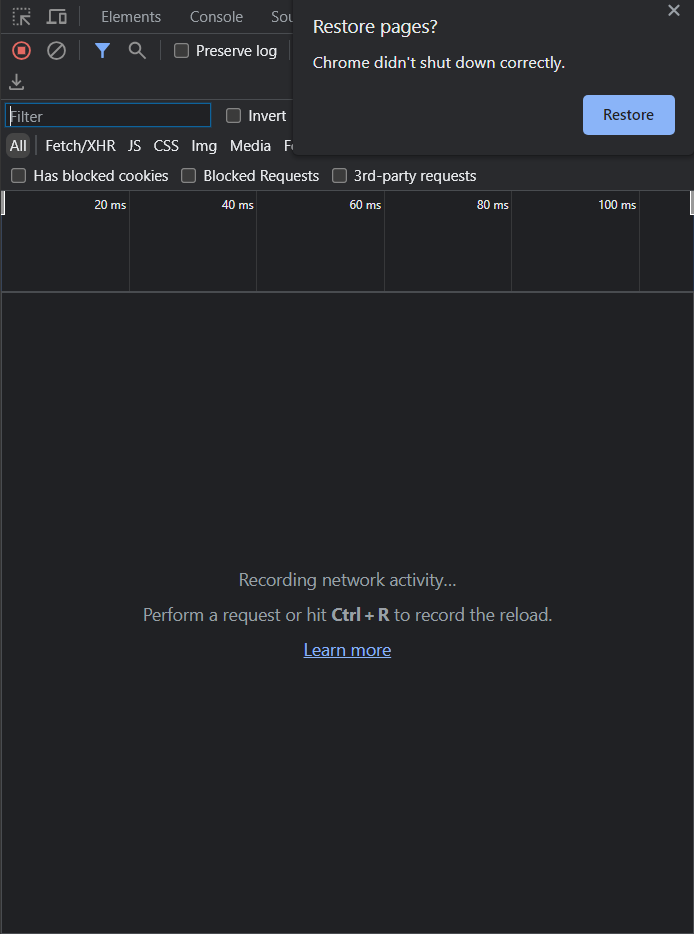 Elements Console Sou
Restore pages?
Chrome didn't shut down correctly.
Restore
Preserve log
Filter
Invert
All Fetch/XHR JS CSS Img Media Fo
Has blocked cookies Blocked Requests 3rd-party requests
20 ms 40 ms 60 ms 80 ms 100 ms
Recording network activity…
Perform a request or hit Ctrl + R to record the reload.
Learn more